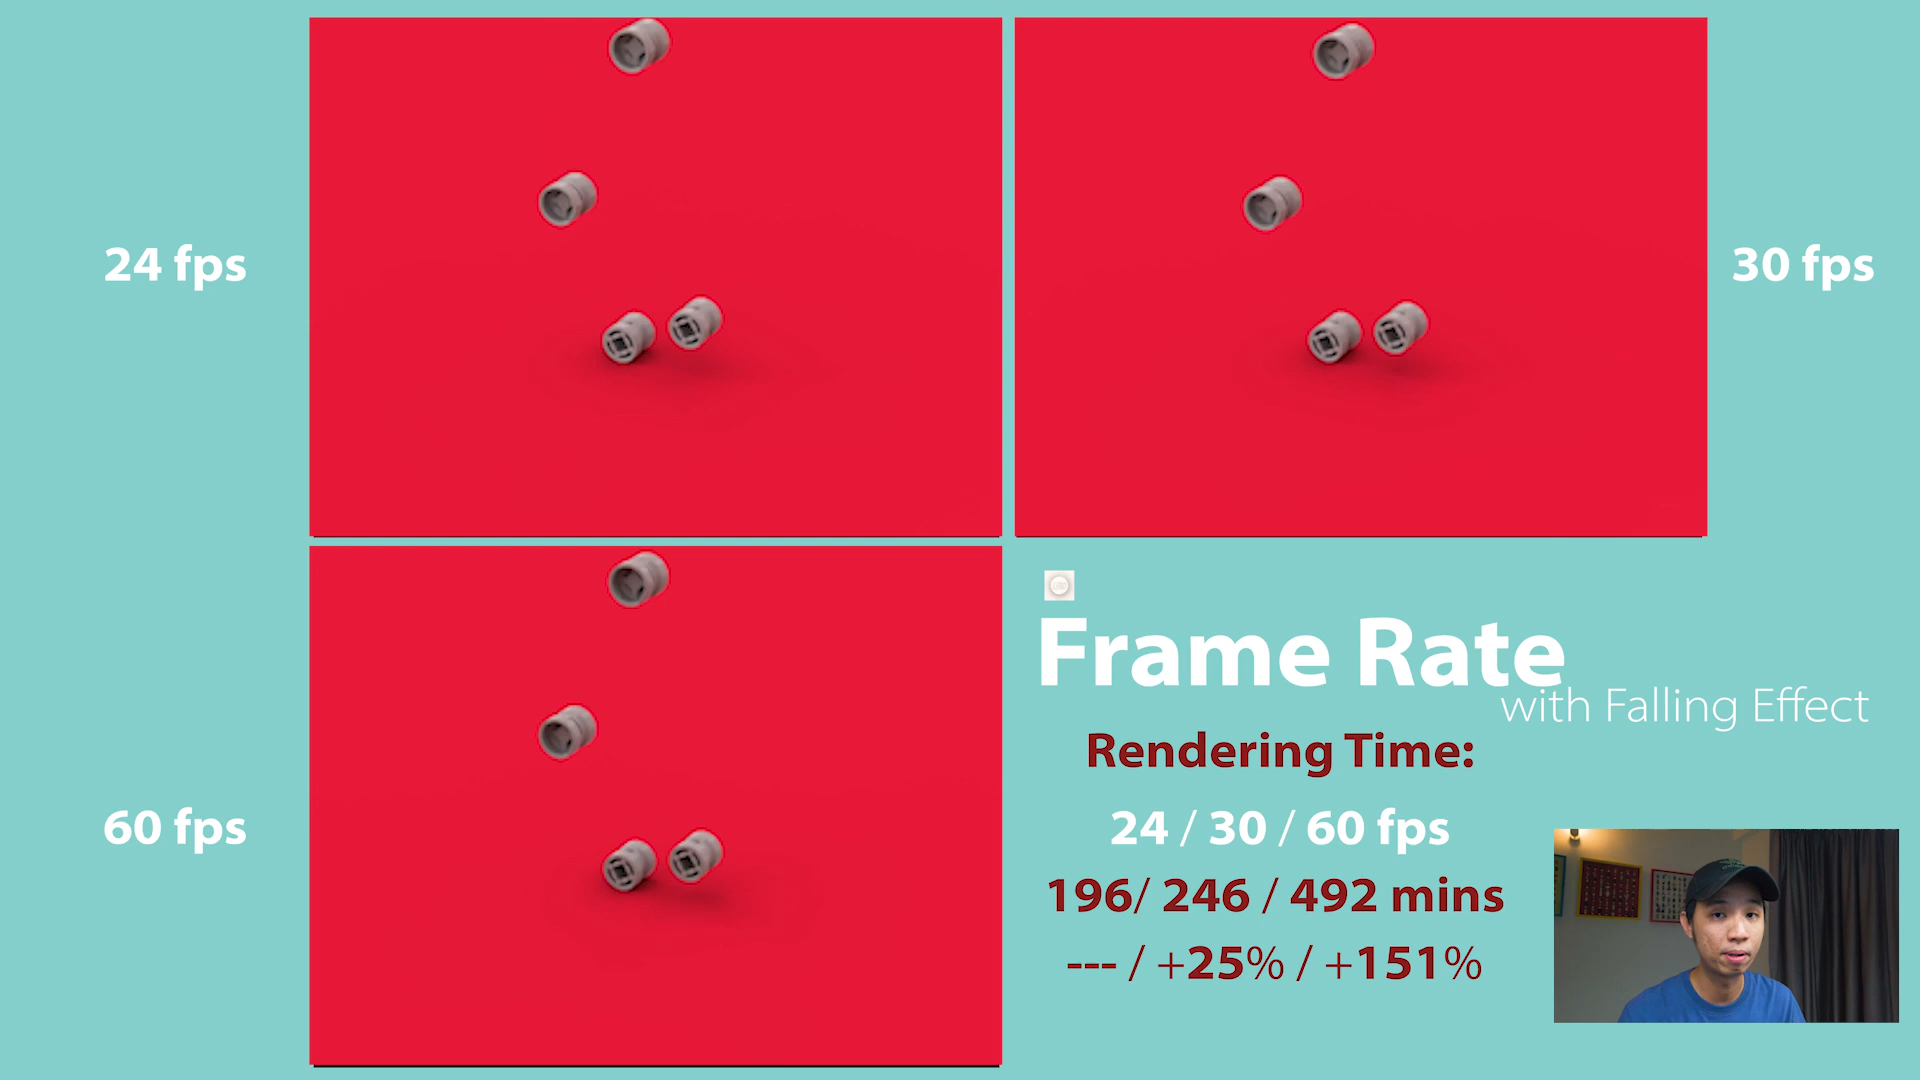 24 fps
30 fps
60 fps
Frame Rate
with Falling Effect
Rendering Time:
24 / 30 / 60 fps
196/ 246 / 492 mins
--- / +25% / +151%